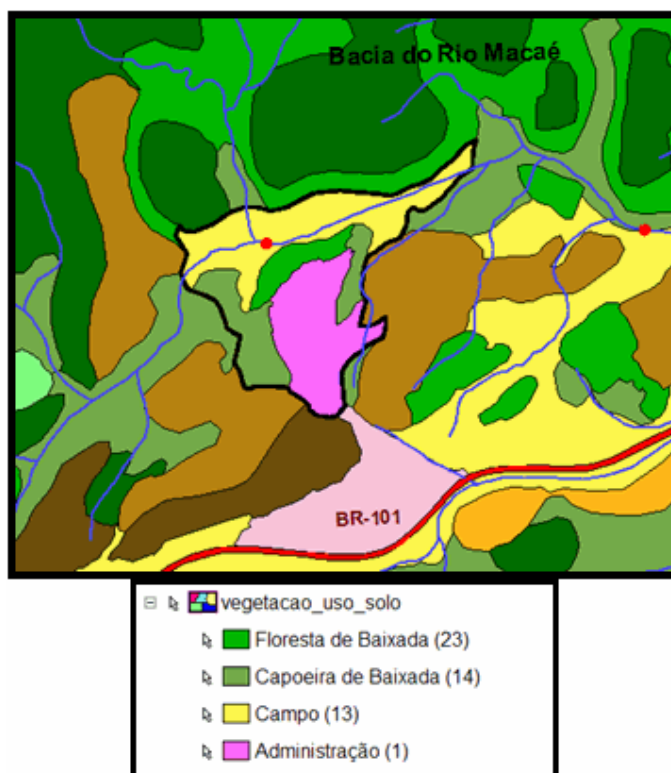 Bacia do Rio Macaé
BR-101
vegetacao_uso_solo
Floresta de Baixada (23)
Capoeira de Baixada (14)
Campo (13)
Administração (1)